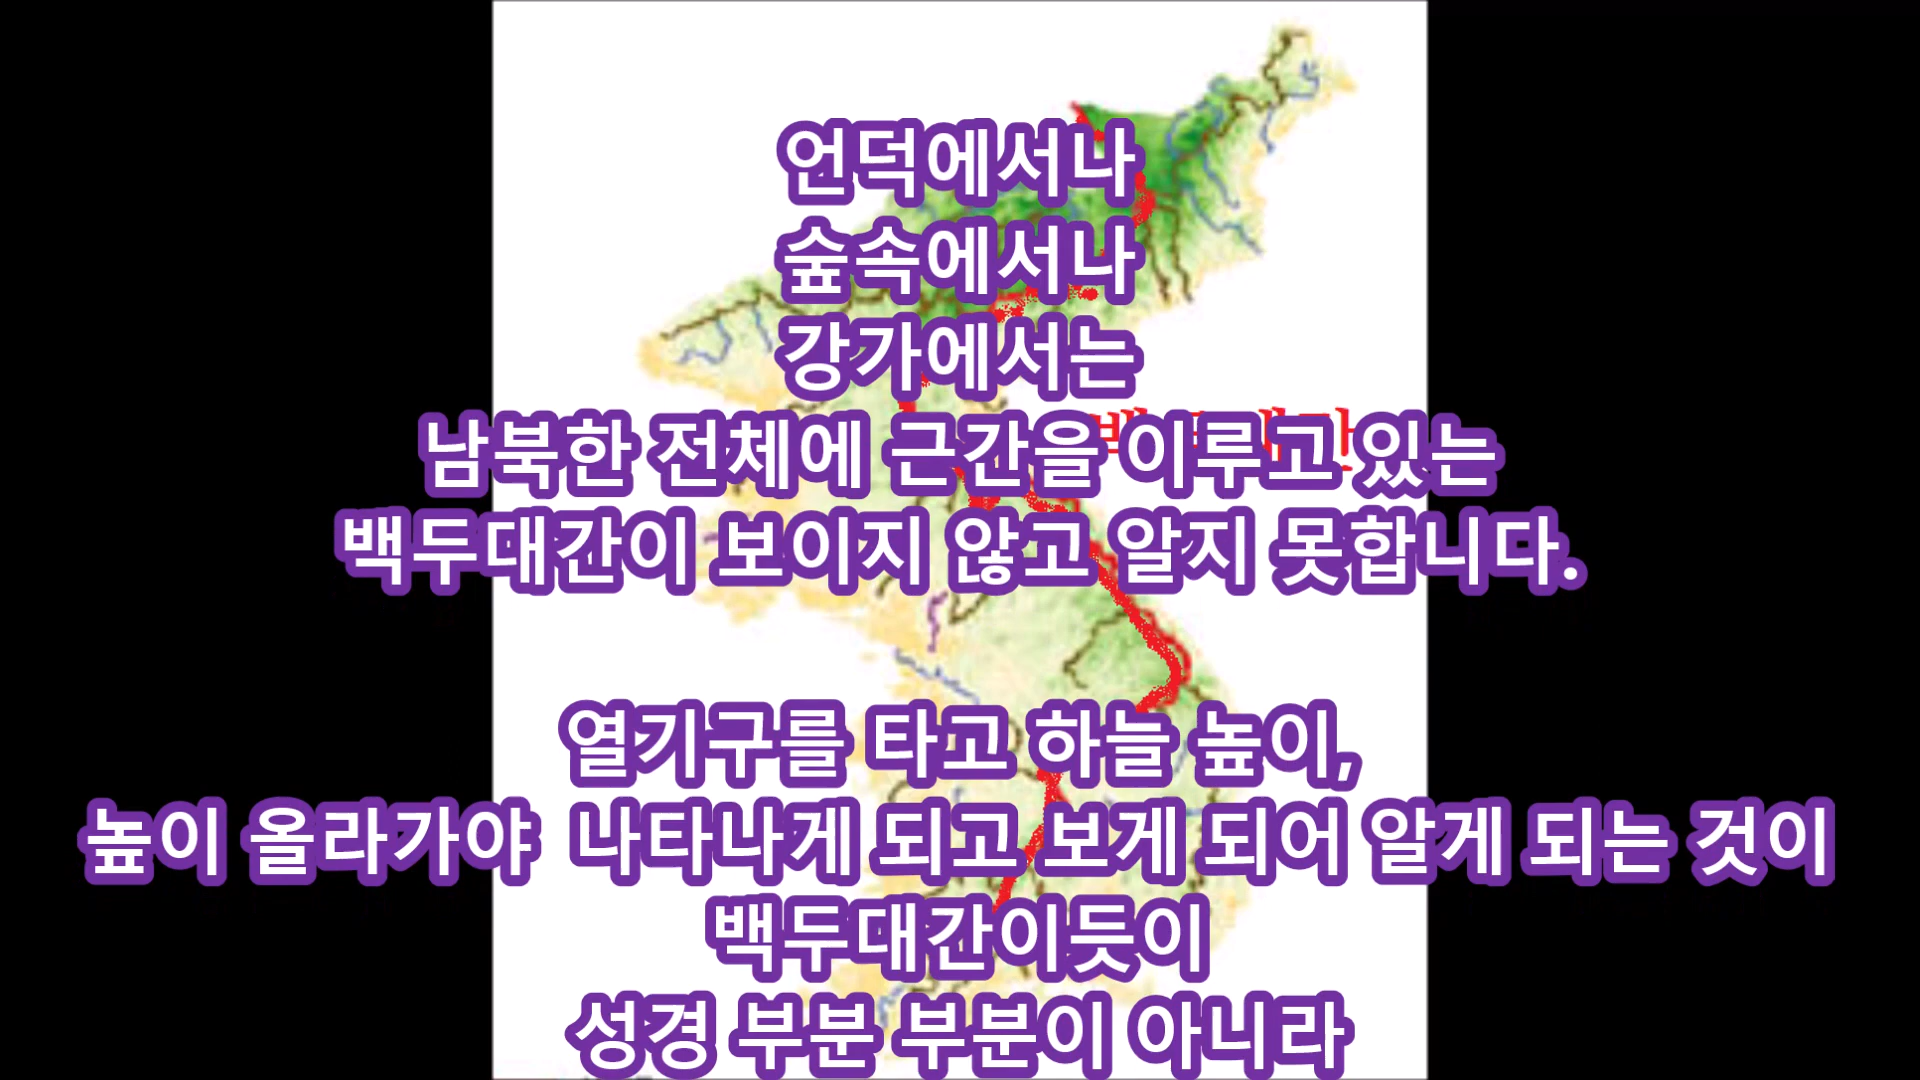 언덕에서나
숲속에서나
강가에서는
남북한 전체에 근간을 이루고 있는
백두대간이 보이지 않고 알지 못합니다.
열기구를 타고 하늘 높이,
높이 올라가야 나타나게 되고 보게 되어 알게 되는 것이
백두대간이듯이
성경 부분 부분이 아니라